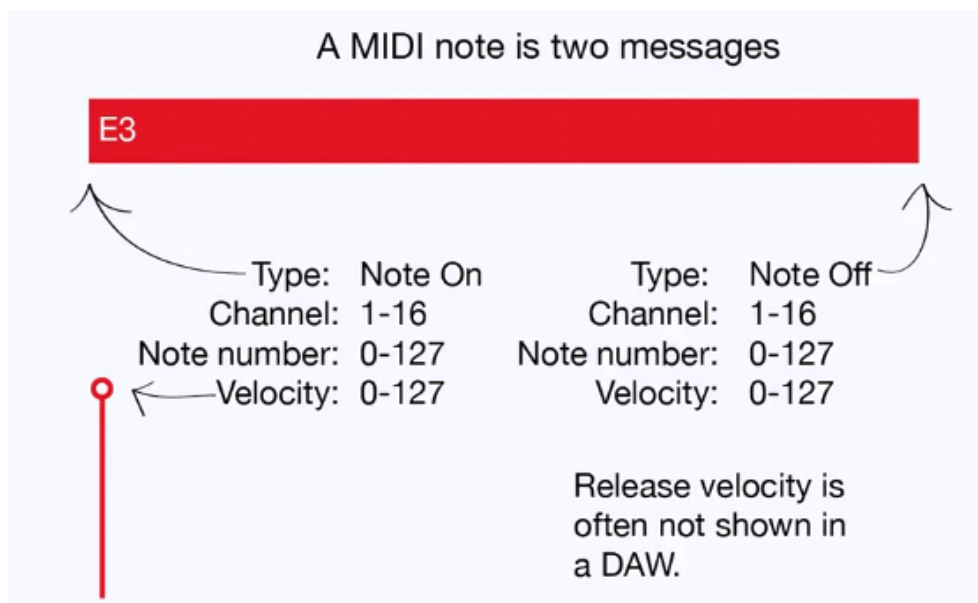 A MIDI note is two messages
E3
Type: Note On
Channel: 1-16
Note number: 0-127
Velocity: 0-127
Type: Note Off
Channel: 1-16
Note number: 0-127
Velocity: 0-127
Release velocity is
often not shown in
a DAW.